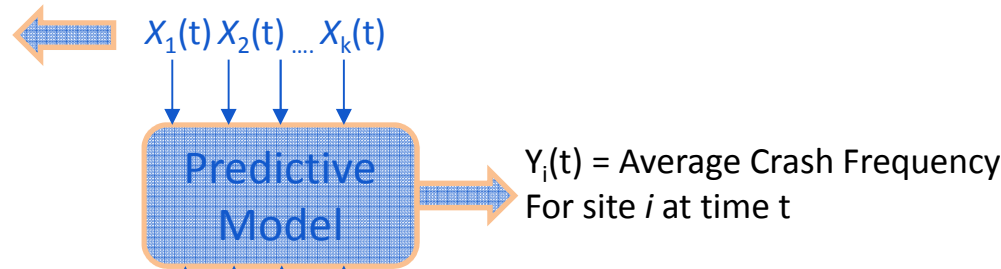 X₁(t) X₂(t) .... Xₖ(t)
Predictive
Model
Yᵢ(t) = Average Crash Frequency
For site i at time t